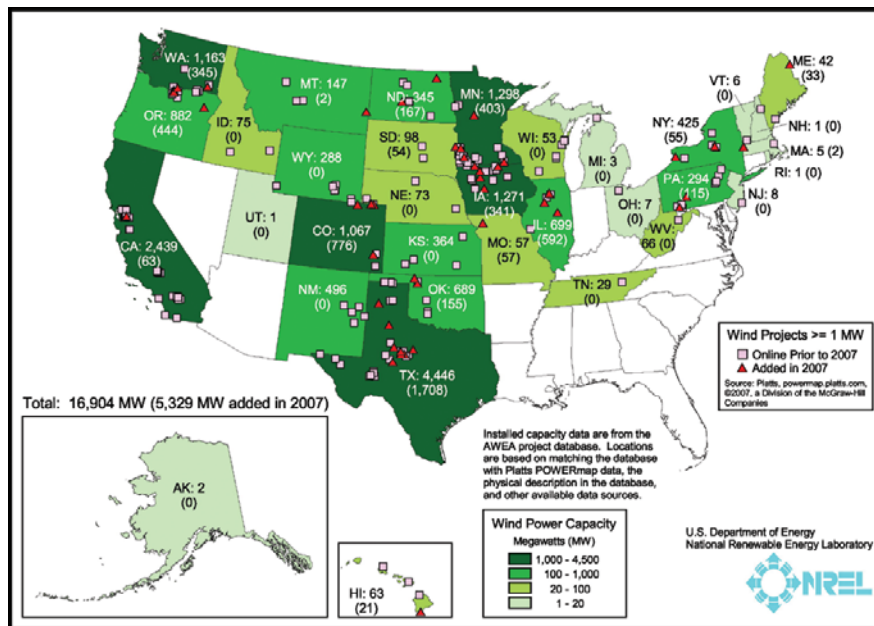 WA: 1,163
(345)
MT: 147
(2)
ND: 345
(167)
MN: 1,298
(403)
ME: 42
(33)
VT: 6
(0)
OR: 882
(444)
ID: 75
(0)
SD: 98
(54)
WI: 53
(0)
NY: 425
(55)
NH: 1 (0)
MA: 5 (2)
RI: 1 (0)
WY: 288
(0)
MI: 3
(0)
IA: 1,271
(341)
PA: 294
(115)
NJ: 8
(0)
NE: 73
(0)
OH: 7
(0)
UT: 1
(0)
CO: 1,067
(776)
IL: 699
(592)
WV:
66 (0)
CA: 2,439
(63)
KS: 364
(0)
MO: 57
(57)
NM: 496
(0)
OK: 689
(155)
TN: 29
(0)
TX: 4,446
(1,708)
Wind Projects >= 1 MW
Online Prior to 2007
Added in 2007
Source: Platts, powermap.platts.com,
©2007, a Division of the McGraw-Hill
Companies
Total: 16,904 MW (5,329 MW added in 2007)
AK: 2
(0)
HI: 63
(21)
Installed capacity data are from the
AWEA project database. Locations
are based on matching the database
with Platts POWERmap data, the
physical description in the database,
and other available data sources.
Wind Power Capacity
Megawatts (MW)
1,000 - 4,500
100 - 1,000
20 - 100
1 - 20
U.S. Department of Energy
National Renewable Energy Laboratory
NREL